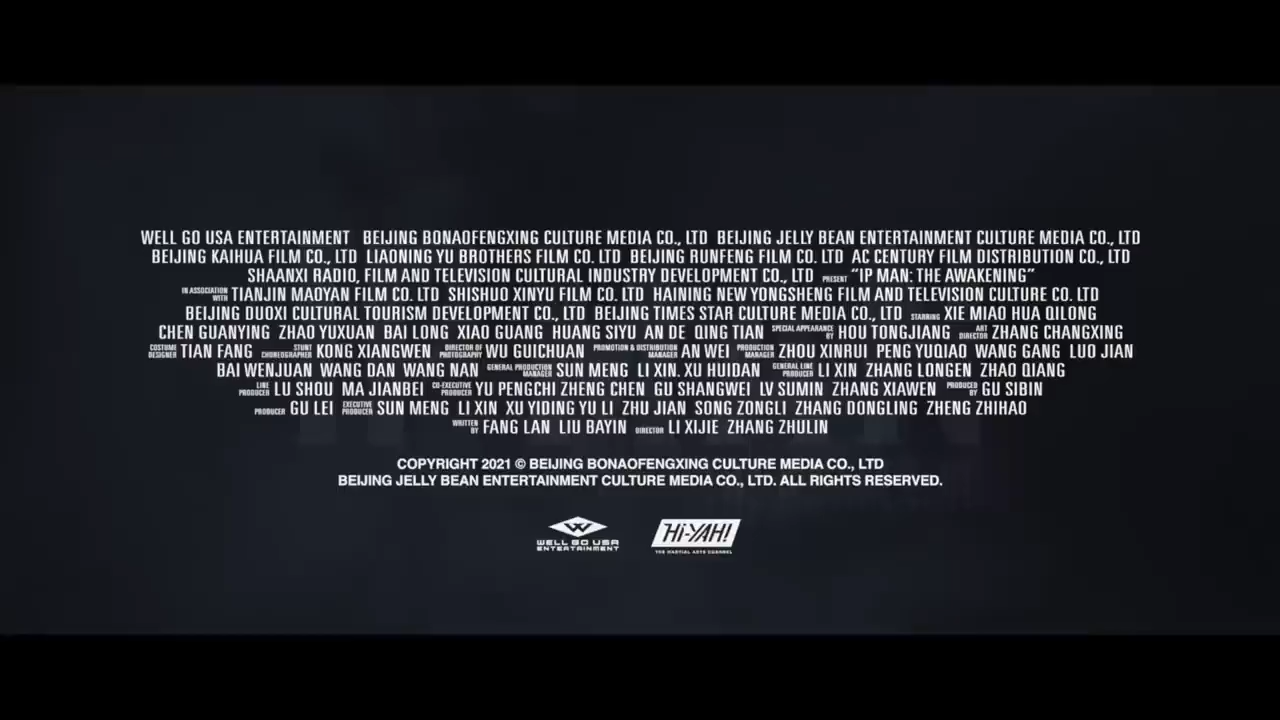 WELL GO USA ENTERTAINMENT BEIJING BONAOFENGXING CULTURE MEDIA CO., LTD BEIJING JELLY BEAN ENTERTAINMENT CULTURE MEDIA CO., LTD
BEIJING KAIHUA FILM CO., LTD LIAONING YU BROTHERS FILM CO. LTD BEIJING RUNFENG FILM CO. LTD AC CENTURY FILM DISTRIBUTION CO., LTD
SHAANXI RADIO, FILM AND TELEVISION CULTURAL INDUSTRY DEVELOPMENT CO., LTD PRESENT "IP MAN: THE AWAKENING"
IN ASSOCIATION WITH TIANJIN MAOYAN FILM CO. LTD SHISHUO XINYU FILM CO. LTD HAINING NEW YONGSHENG FILM AND TELEVISION CULTURE CO. LTD
BEIJING DUOXI CULTURAL TOURISM DEVELOPMENT CO., LTD BEIJING TIMES STAR CULTURE MEDIA CO., LTD STARRING XIE MIAO HUA QILONG
CHEN GUANYING ZHAO YUXUAN BAI LONG XIAO GUANG HUANG SIYU AN DE QING TIAN SPECIAL APPEARANCE BY HOU TONGJIANG ART DIRECTOR ZHANG CHANGXING
COSTUME DESIGNER TIAN FANG STUNT CHOREOGRAPHER KONG XIANGWEN DIRECTOR OF PHOTOGRAPHY WU GUICHUAN PROMOTION & DISTRIBUTION MANAGER AN WEI PRODUCTION MANAGER ZHOU XINRUI PENG YUQIAO WANG GANG LUO JIAN
BAI WENJUAN WANG DAN WANG NAN GENERAL PRODUCTION MANAGER SUN MENG LI XIN. XU HUIDAN GENERAL LINE PRODUCER LI XIN ZHANG LONGEN ZHAO QIANG
LINE PRODUCER LU SHOU MA JIANBEI CO-EXECUTIVE PRODUCER YU PENGCHI ZHENG CHEN GU SHANGWEI LV SUMIN ZHANG XIAWEN PRODUCED BY GU SIBIN
PRODUCER GU LEI EXECUTIVE PRODUCER SUN MENG LI XIN XU YIDING YU LI ZHU JIAN SONG ZONGLI ZHANG DONGLING ZHENG ZHIHAO
WRITTEN BY FANG LAN LIU BAYIN DIRECTOR LI XIJIE ZHANG ZHULIN
COPYRIGHT 2021 © BEIJING BONAOFENGXING CULTURE MEDIA CO., LTD
BEIJING JELLY BEAN ENTERTAINMENT CULTURE MEDIA CO., LTD. ALL RIGHTS RESERVED.
WELL GO USA
ENTERTAINMENT
Hi-YAH!
THE MARTIAL ARTS CHANNEL